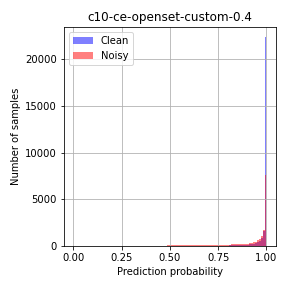 c10-ce-openset-custom-0.4
Clean
Noisy
Number of samples
20000
15000
10000
5000
0
0.00 0.25 0.50 0.75 1.00
Prediction probability